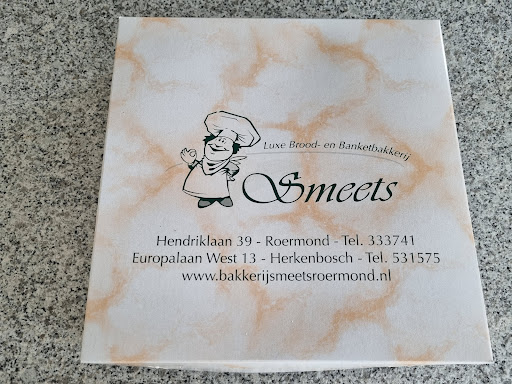 Luxe Brood- en Banketbakkerij
Smeets
Hendriklaan 39 - Roermond - Tel. 333741
Europalaan West 13 - Herkenbosch - Tel. 531575
www.bakkerijsmeetsroermond.nl